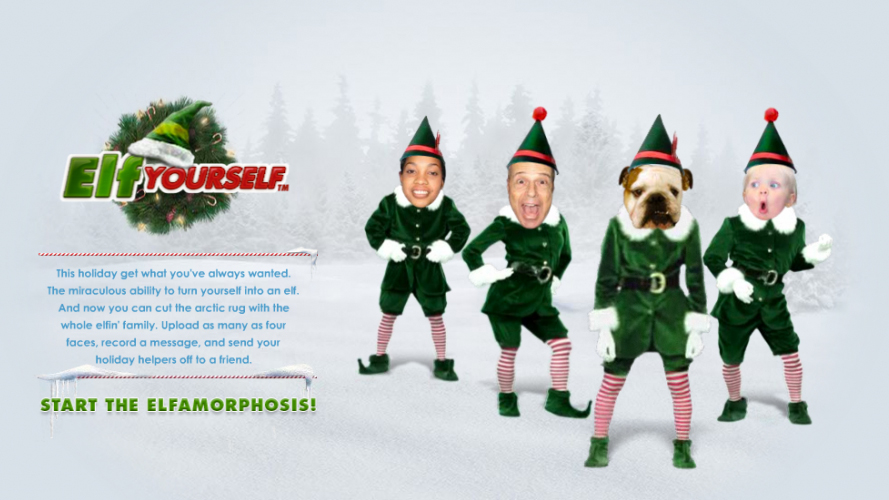 Elf YOURSELF™
This holiday get what you've always wanted.
The miraculous ability to turn yourself into an elf.
And now you can cut the arctic rug with the
whole elfin' family. Upload as many as four
faces, record a message, and send your
holiday helpers off to a friend.
START THE ELFAMORPHOSIS!